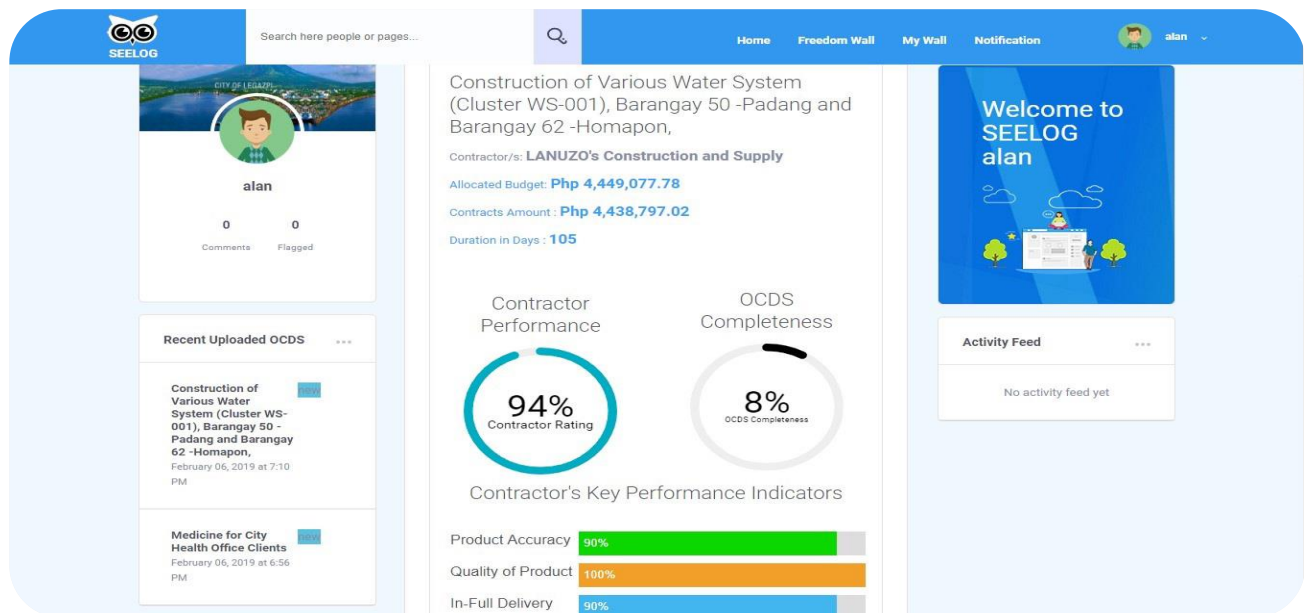 SEELOG
Search here people or pages...
Home Freedom Wall My Wall Notification
alan
CITY OF LEGAZPI
alan
0 0
Comments Flagged
Recent Uploaded OCDS
Construction of
Various Water
System (Cluster WS-
001), Barangay 50 -
Padang and Barangay
62 -Homapon,
new
February 06, 2019 at 7:10
PM
Medicine for City
Health Office Clients
new
February 06, 2019 at 6:56
PM
Construction of Various Water System
(Cluster WS-001), Barangay 50 -Padang and
Barangay 62 -Homapon,
Contractor/s: LANUZO's Construction and Supply
Allocated Budget: Php 4,449,077.78
Contracts Amount : Php 4,438,797.02
Duration in Days : 105
Contractor
Performance
94%
Contractor Rating
OCDS
Completeness
8%
OCDS Completeness
Contractor's Key Performance Indicators
Product Accuracy 90%
Quality of Product 100%
In-Full Delivery 90%
Welcome to
SEELOG
alan
Activity Feed
No activity feed yet